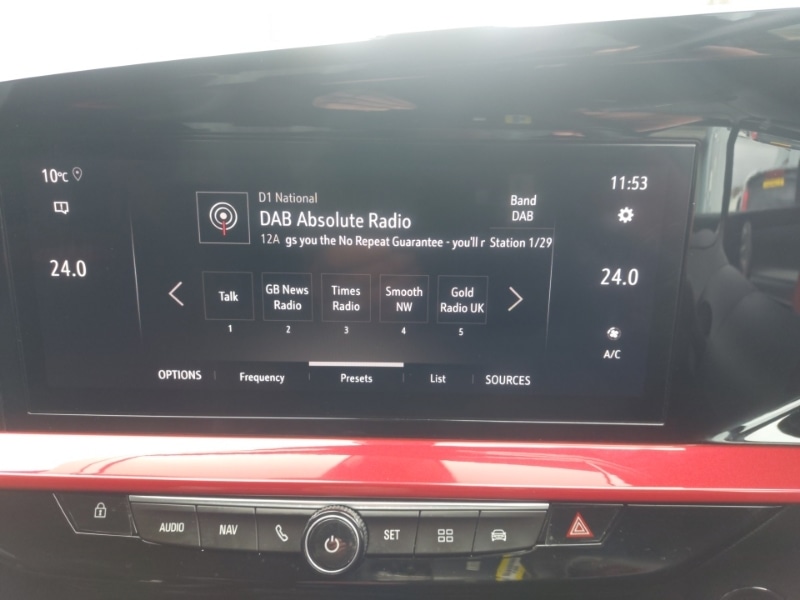 10°C
11:53
D1 National
Band
DAB Absolute Radio
DAB
12A gs you the No Repeat Guarantee - you'll r Station 1/29
24.0
24.0
Talk
GB News
Radio
Times
Radio
Smooth
NW
Gold
Radio UK
1
2
3
4
5
A/C
OPTIONS
Frequency
Presets
List
SOURCES
AUDIO
NAV
SET